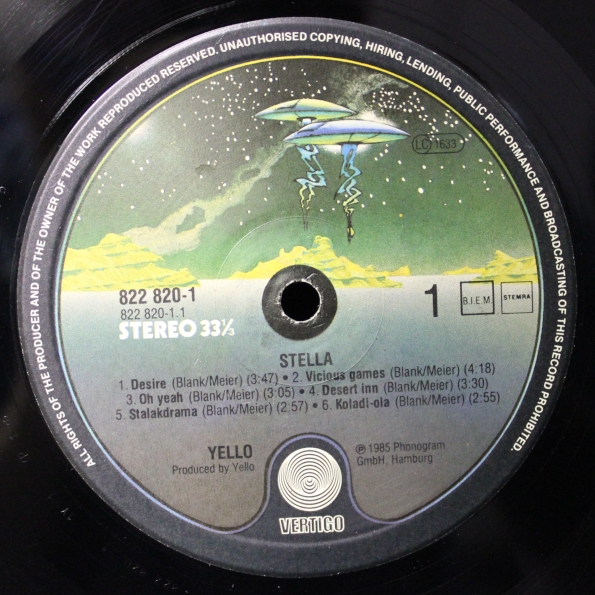 ALL RIGHTS OF THE PRODUCER AND OF THE OWNER OF THE WORK REPRODUCED RESERVED. UNAUTHORISED COPYING, HIRING, LENDING, PUBLIC PERFORMANCE AND BROADCASTING OF THIS RECORD PROHIBITED.
LC 1633
822 820-1
822 820-1.1
STEREO 33⅓
1
B.I.E.M.
STEMRA
STELLA
1. Desire (Blank/Meier) (3:47) • 2. Vicious games (Blank/Meier) (4:18)
3. Oh yeah (Blank/Meier) (3:05) • 4. Desert inn (Blank/Meier) (3:30)
5. Stalakdrama (Blank/Meier) (2:57) • 6. Koladi-ola (Blank/Meier) (2:55)
YELLO
Produced by Yello
℗ 1985 Phonogram
GmbH, Hamburg
VERTIGO